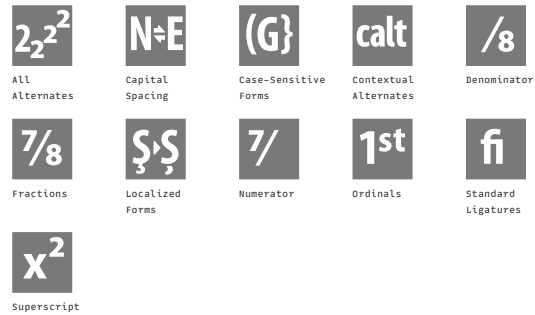 2₂2²
N⇌E
(G}
calt
/8
All
Alternates
Capital
Spacing
Case-Sensitive
Forms
Contextual
Alternates
Denominator
⅞
Ş▸Ș
7/
1st
fi
Fractions
Localized
Forms
Numerator
Ordinals
Standard
Ligatures
x²
Superscript